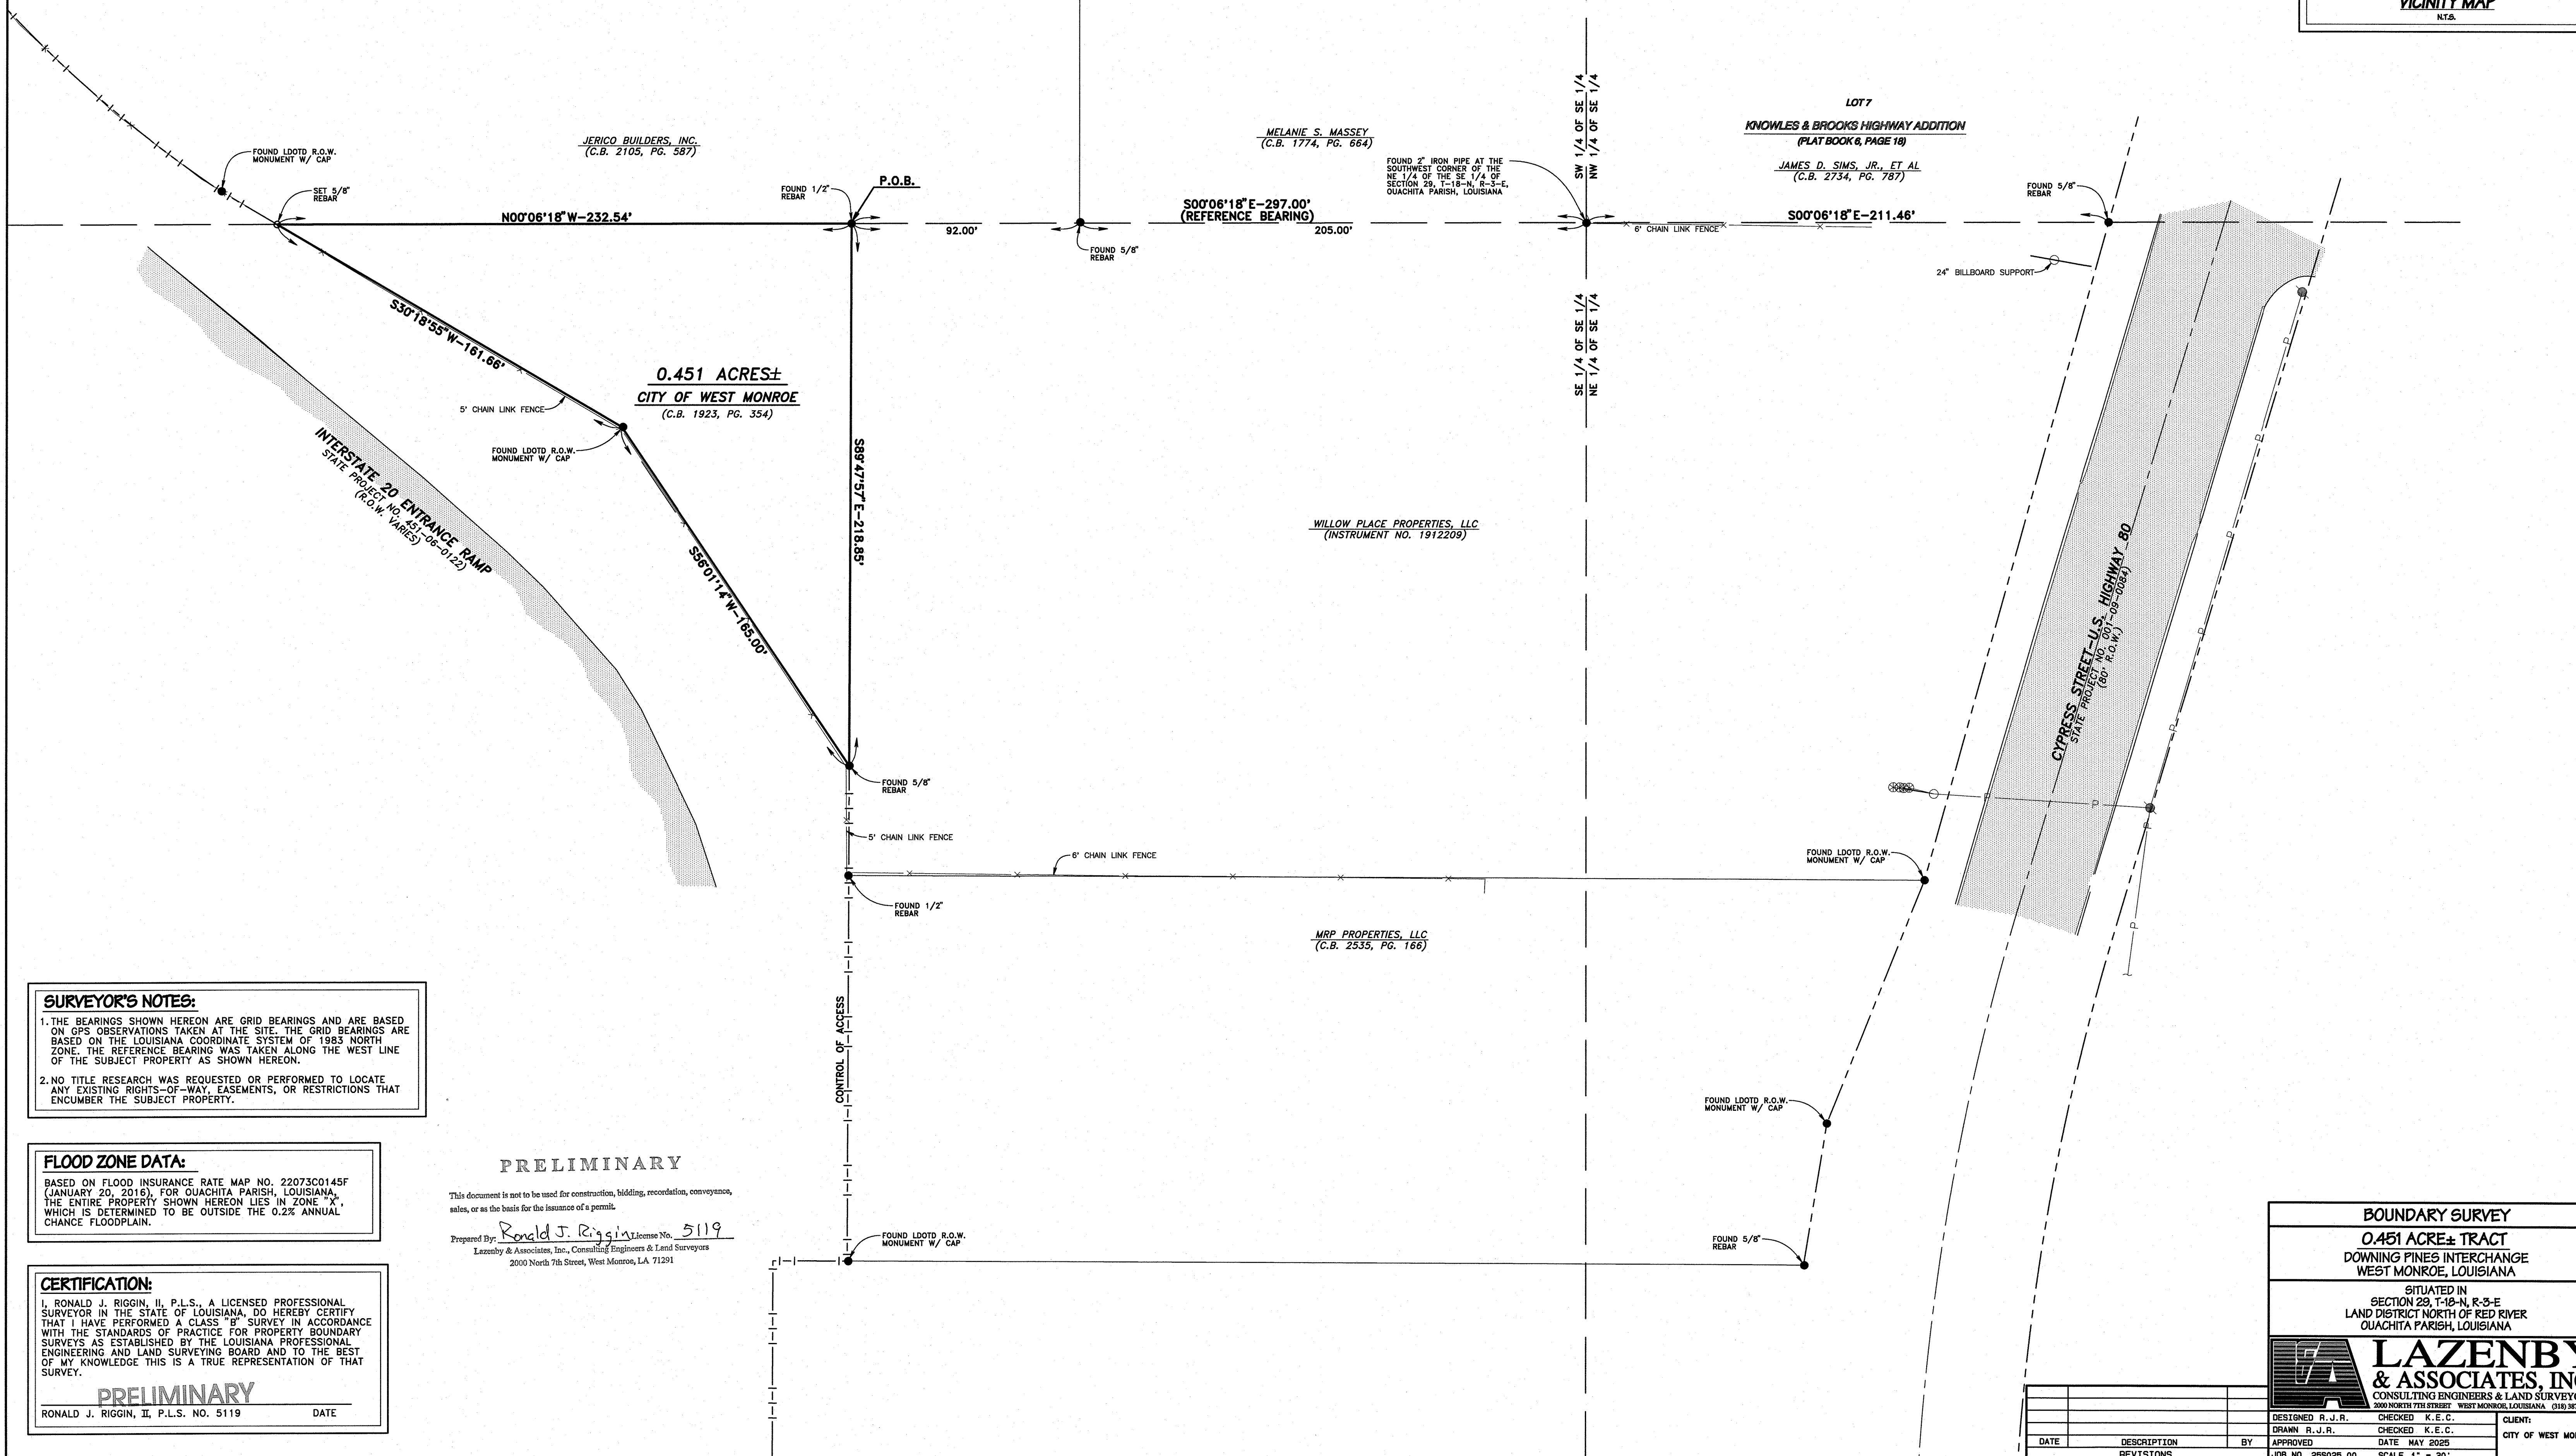 VICINITY MAP
N.T.S.
SW 1/4 OF SE 1/4
NW 1/4 OF SE 1/4
LOT 7
KNOWLES & BROOKS HIGHWAY ADDITION
(PLAT BOOK 6, PAGE 18)
JAMES D. SIMS, JR., ET AL
(C.B. 2734, PG. 787)
JERICO BUILDERS, INC.
(C.B. 2105, PG. 587)
MELANIE S. MASSEY
(C.B. 1774, PG. 664)
FOUND LDOTD R.O.W.
MONUMENT W/ CAP
SET 5/8"
REBAR
FOUND 1/2"
REBAR
P.O.B.
FOUND 2" IRON PIPE AT THE
SOUTHWEST CORNER OF THE
NE 1/4 OF THE SE 1/4 OF
SECTION 29, T-18-N, R-3-E,
OUACHITA PARISH, LOUISIANA
FOUND 5/8"
REBAR
N00°06'18"W-232.54'
92.00'
S00°06'18"E-297.00'
(REFERENCE BEARING)
205.00'
S00°06'18"E-211.46'
6' CHAIN LINK FENCE
FOUND 5/8"
REBAR
24" BILLBOARD SUPPORT
SE 1/4 OF SE 1/4
NE 1/4 OF SE 1/4
S30°18'55"W-161.66'
0.451 ACRES±
CITY OF WEST MONROE
(C.B. 1923, PG. 354)
5' CHAIN LINK FENCE
FOUND LDOTD R.O.W.
MONUMENT W/ CAP
INTERSTATE 20 ENTRANCE RAMP
STATE PROJECT NO. 451-06-0122)
(R.O.W. VARIES)
S89°47'57"E-218.85'
S56°01'14"W-165.00'
WILLOW PLACE PROPERTIES, LLC
(INSTRUMENT NO. 1912209)
CYPRESS STREET-U.S. HIGHWAY 80
STATE PROJECT NO. 001-09-0084)
(80' R.O.W.)
P
P
P
P
P
P
P
P
P
FOUND 5/8"
REBAR
5' CHAIN LINK FENCE
6' CHAIN LINK FENCE
FOUND LDOTD R.O.W.
MONUMENT W/ CAP
FOUND 1/2"
REBAR
MRP PROPERTIES, LLC
(C.B. 2535, PG. 166)
CONTROL OF ACCESS
FOUND LDOTD R.O.W.
MONUMENT W/ CAP
FOUND LDOTD R.O.W.
MONUMENT W/ CAP
FOUND 5/8"
REBAR
SURVEYOR'S NOTES:
1. THE BEARINGS SHOWN HEREON ARE GRID BEARINGS AND ARE BASED
ON GPS OBSERVATIONS TAKEN AT THE SITE. THE GRID BEARINGS ARE
BASED ON THE LOUISIANA COORDINATE SYSTEM OF 1983 NORTH
ZONE. THE REFERENCE BEARING WAS TAKEN ALONG THE WEST LINE
OF THE SUBJECT PROPERTY AS SHOWN HEREON.
2. NO TITLE RESEARCH WAS REQUESTED OR PERFORMED TO LOCATE
ANY EXISTING RIGHTS-OF-WAY, EASEMENTS, OR RESTRICTIONS THAT
ENCUMBER THE SUBJECT PROPERTY.
FLOOD ZONE DATA:
BASED ON FLOOD INSURANCE RATE MAP NO. 22073C0145F
(JANUARY 20, 2016), FOR OUACHITA PARISH, LOUISIANA,
THE ENTIRE PROPERTY SHOWN HEREON LIES IN ZONE "X",
WHICH IS DETERMINED TO BE OUTSIDE THE 0.2% ANNUAL
CHANCE FLOODPLAIN.
CERTIFICATION:
I, RONALD J. RIGGIN, II, P.L.S., A LICENSED PROFESSIONAL
SURVEYOR IN THE STATE OF LOUISIANA, DO HEREBY CERTIFY
THAT I HAVE PERFORMED A CLASS "B" SURVEY IN ACCORDANCE
WITH THE STANDARDS OF PRACTICE FOR PROPERTY BOUNDARY
SURVEYS AS ESTABLISHED BY THE LOUISIANA PROFESSIONAL
ENGINEERING AND LAND SURVEYING BOARD AND TO THE BEST
OF MY KNOWLEDGE THIS IS A TRUE REPRESENTATION OF THAT
SURVEY.
PRELIMINARY
RONALD J. RIGGIN, II, P.L.S. NO. 5119 DATE
PRELIMINARY
This document is not to be used for construction, bidding, recordation, conveyance,
sales, or as the basis for the issuance of a permit.
Prepared By: Ronald J. Riggin License No. 5119
Lazenby & Associates, Inc., Consulting Engineers & Land Surveyors
2000 North 7th Street, West Monroe, LA 71291
BOUNDARY SURVEY
0.451 ACRE± TRACT
DOWNING PINES INTERCHANGE
WEST MONROE, LOUISIANA
SITUATED IN
SECTION 29, T-18-N, R-3-E
LAND DISTRICT NORTH OF RED RIVER
OUACHITA PARISH, LOUISIANA
LAZENBY
& ASSOCIATES, INC
CONSULTING ENGINEERS & LAND SURVEYO
2000 NORTH 7TH STREET WEST MONROE, LOUISIANA (318) 387
DESIGNED R.J.R. CHECKED K.E.C.
DRAWN R.J.R. CHECKED K.E.C.
APPROVED DATE MAY 2025
JOB NO. 25S025.00 SCALE 1" = 20'
CLIENT:
CITY OF WEST MO
DATE DESCRIPTION BY
REVISIONS